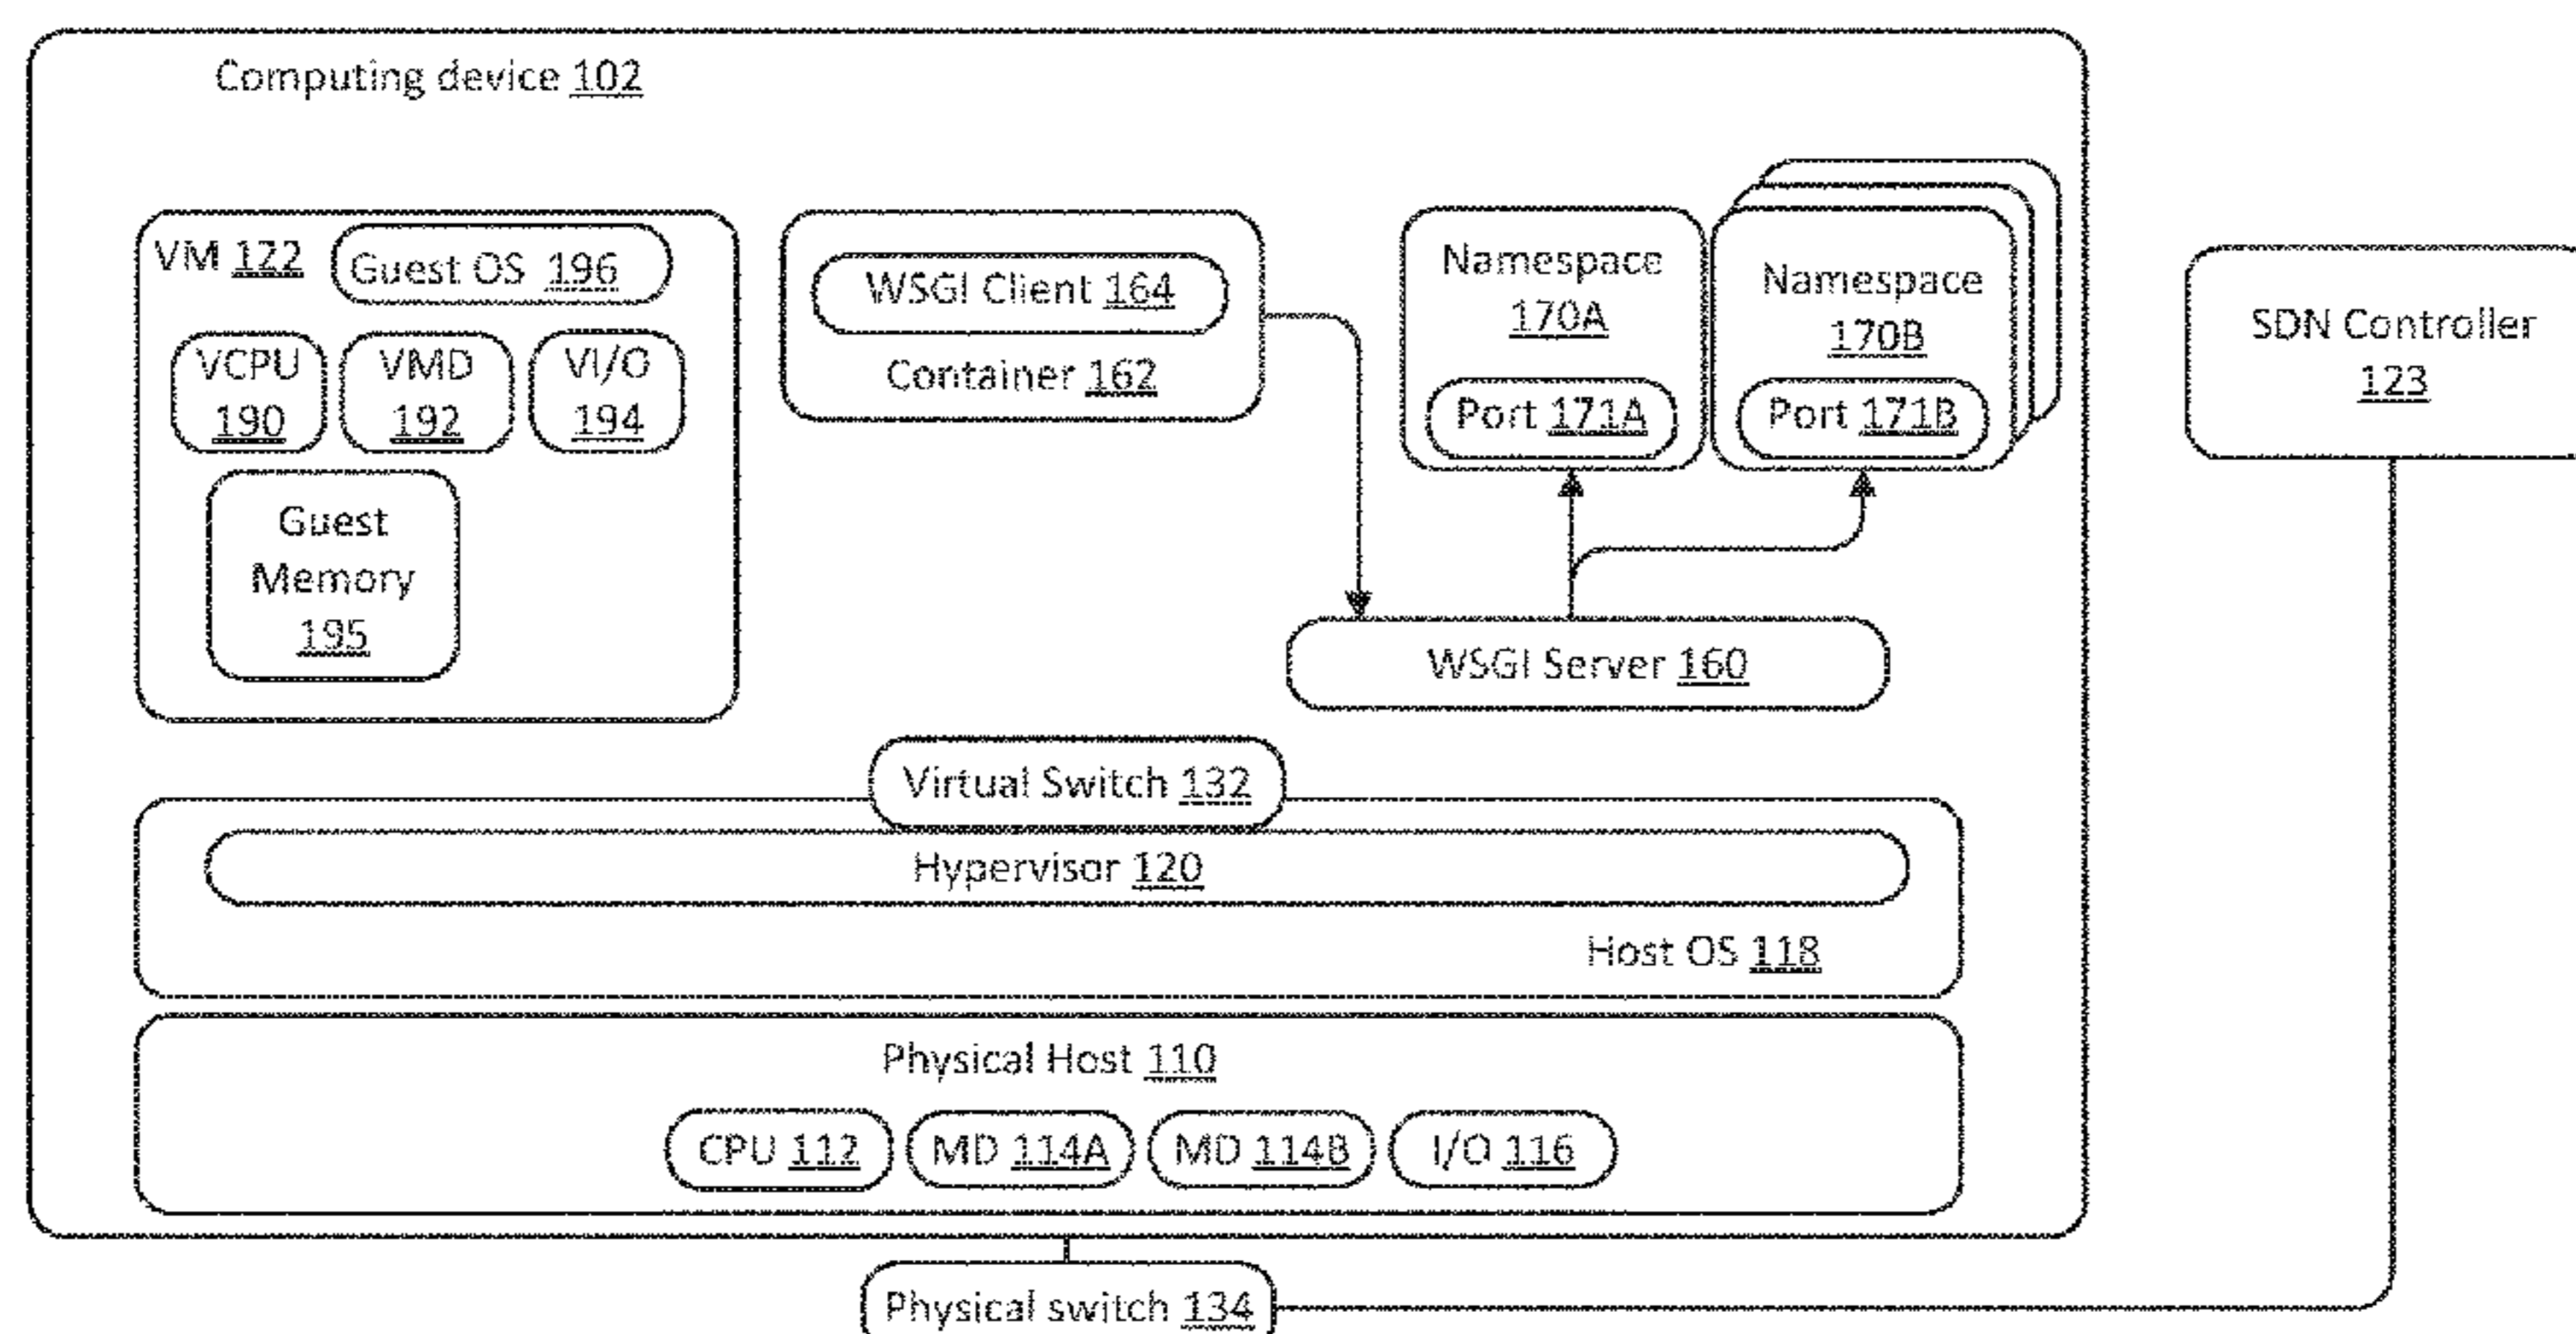 Computing device 102
VM 122
Guest OS 196
VCPU
190
VMD
192
VI/O
194
Guest
Memory
195
WSGI Client 164
Container 162
Namespace
170A
Port 171A
Namespace
170B
Port 171B
SDN Controller
123
WSGI Server 160
Virtual Switch 132
Hypervisor 120
Host OS 118
Physical Host 110
CPU 112
MD 114A
MD 114B
I/O 116
Physical switch 134